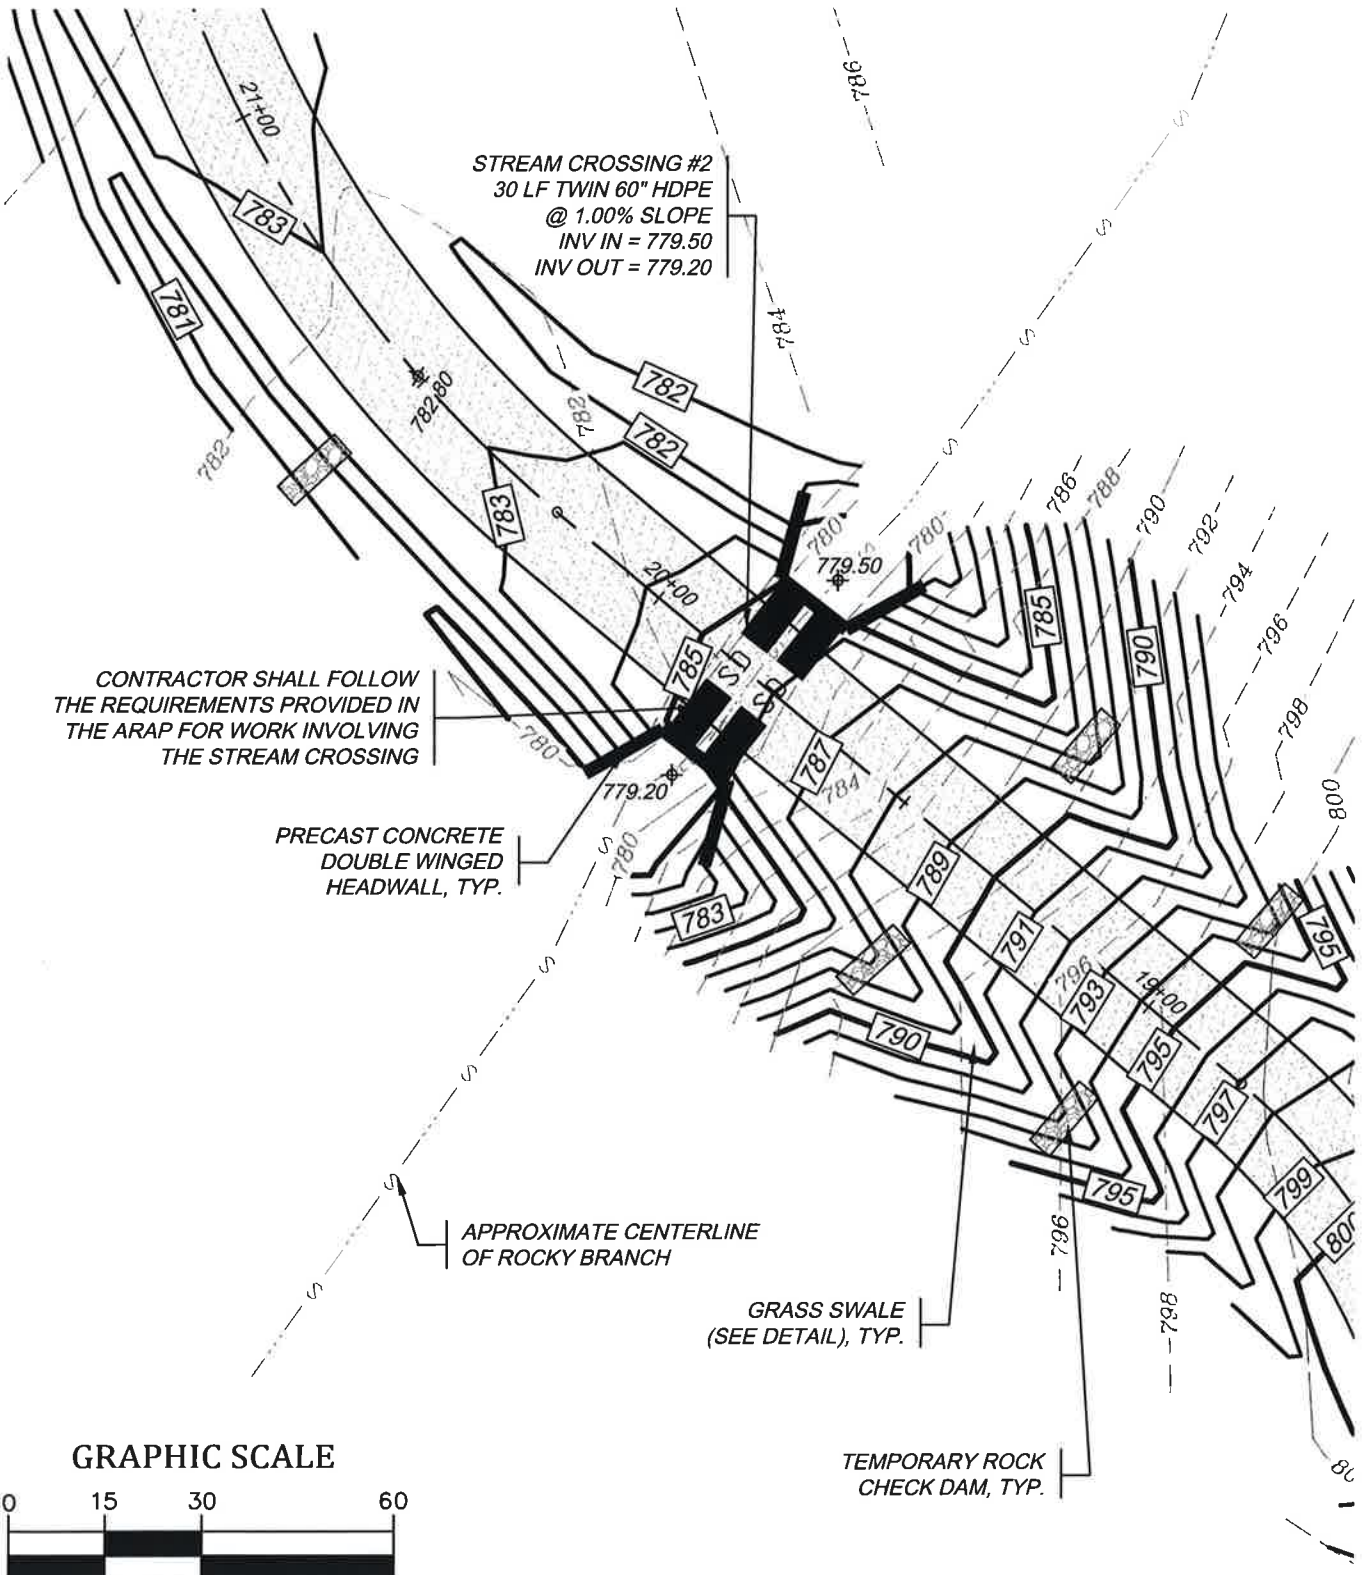 786
21+00
STREAM CROSSING #2
30 LF TWIN 60" HDPE
@ 1.00% SLOPE
INV IN = 779.50
INV OUT = 779.20
S
783
S
781
784
S
782.80
782
782
782
782
S
786
788
790
792
794
796
798
800
783
780
S
780
779.50
20+00
785
790
785
SD
SD
CONTRACTOR SHALL FOLLOW
THE REQUIREMENTS PROVIDED IN
THE ARAP FOR WORK INVOLVING
THE STREAM CROSSING
780
787
784
779.20
PRECAST CONCRETE
DOUBLE WINGED
HEADWALL, TYP.
S
780
789
783
791
795
796
793
19+00
S
790
795
S
797
S
795
799
796
800
798
APPROXIMATE CENTERLINE
OF ROCKY BRANCH
S
GRASS SWALE
(SEE DETAIL), TYP.
TEMPORARY ROCK
CHECK DAM, TYP.
GRAPHIC SCALE
0 15 30 60